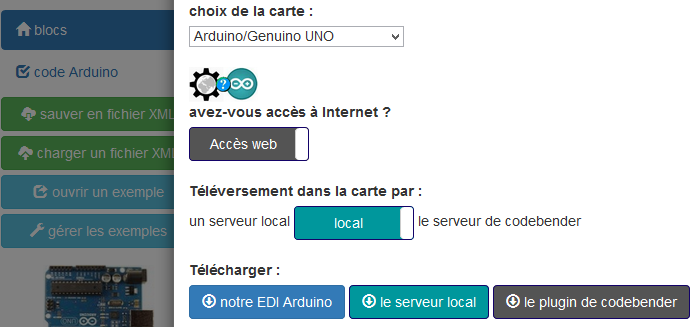 blocs
code Arduino
sauver en fichier XML
charger un fichier XM
ouvrir un exemple
gérer les exemples
choix de la carte :
Arduino/Genuino UNO
?
avez-vous accès à Internet ?
Accès web
Téléversement dans la carte par :
un serveur local local le serveur de codebender
Télécharger :
notre EDI Arduino le serveur local le plugin de codebender